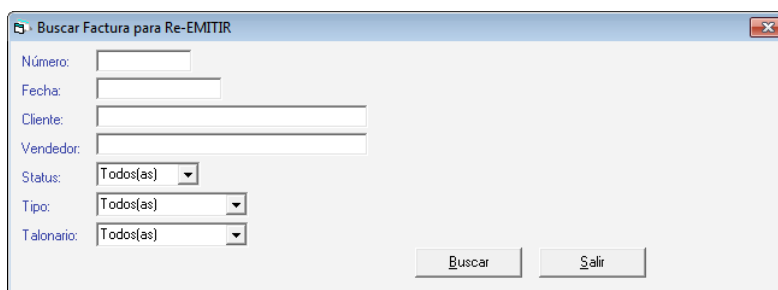 Buscar Factura para Re-EMITIR
Número:
Fecha:
Cliente:
Vendedor:
Status: Todos(as)
Tipo: Todos(as)
Talonario: Todos(as)
Buscar Salir